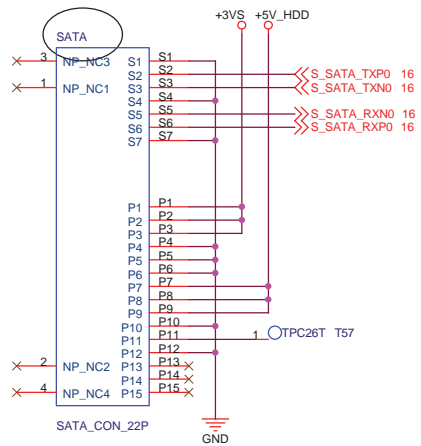 +3VS +5V_HDD
SATA
3 NP_NC3 S1 S1
S2 S2 S_SATA_TXP0 16
1 NP_NC1 S3 S3 S_SATA_TXN0 16
S4 S4
S5 S5 S_SATA_RXN0 16
S6 S6 S_SATA_RXP0 16
S7 S7
P1 P1
P2 P2
P3 P3
P4 P4
P5 P5
P6 P6
P7 P7
P8 P8
P9 P9
P10 P10
P11 P11 1 TPC26T T57
P12 P12
2 NP_NC2 P13 P13
P14 P14
4 NP_NC4 P15 P15
SATA_CON_22P
GND